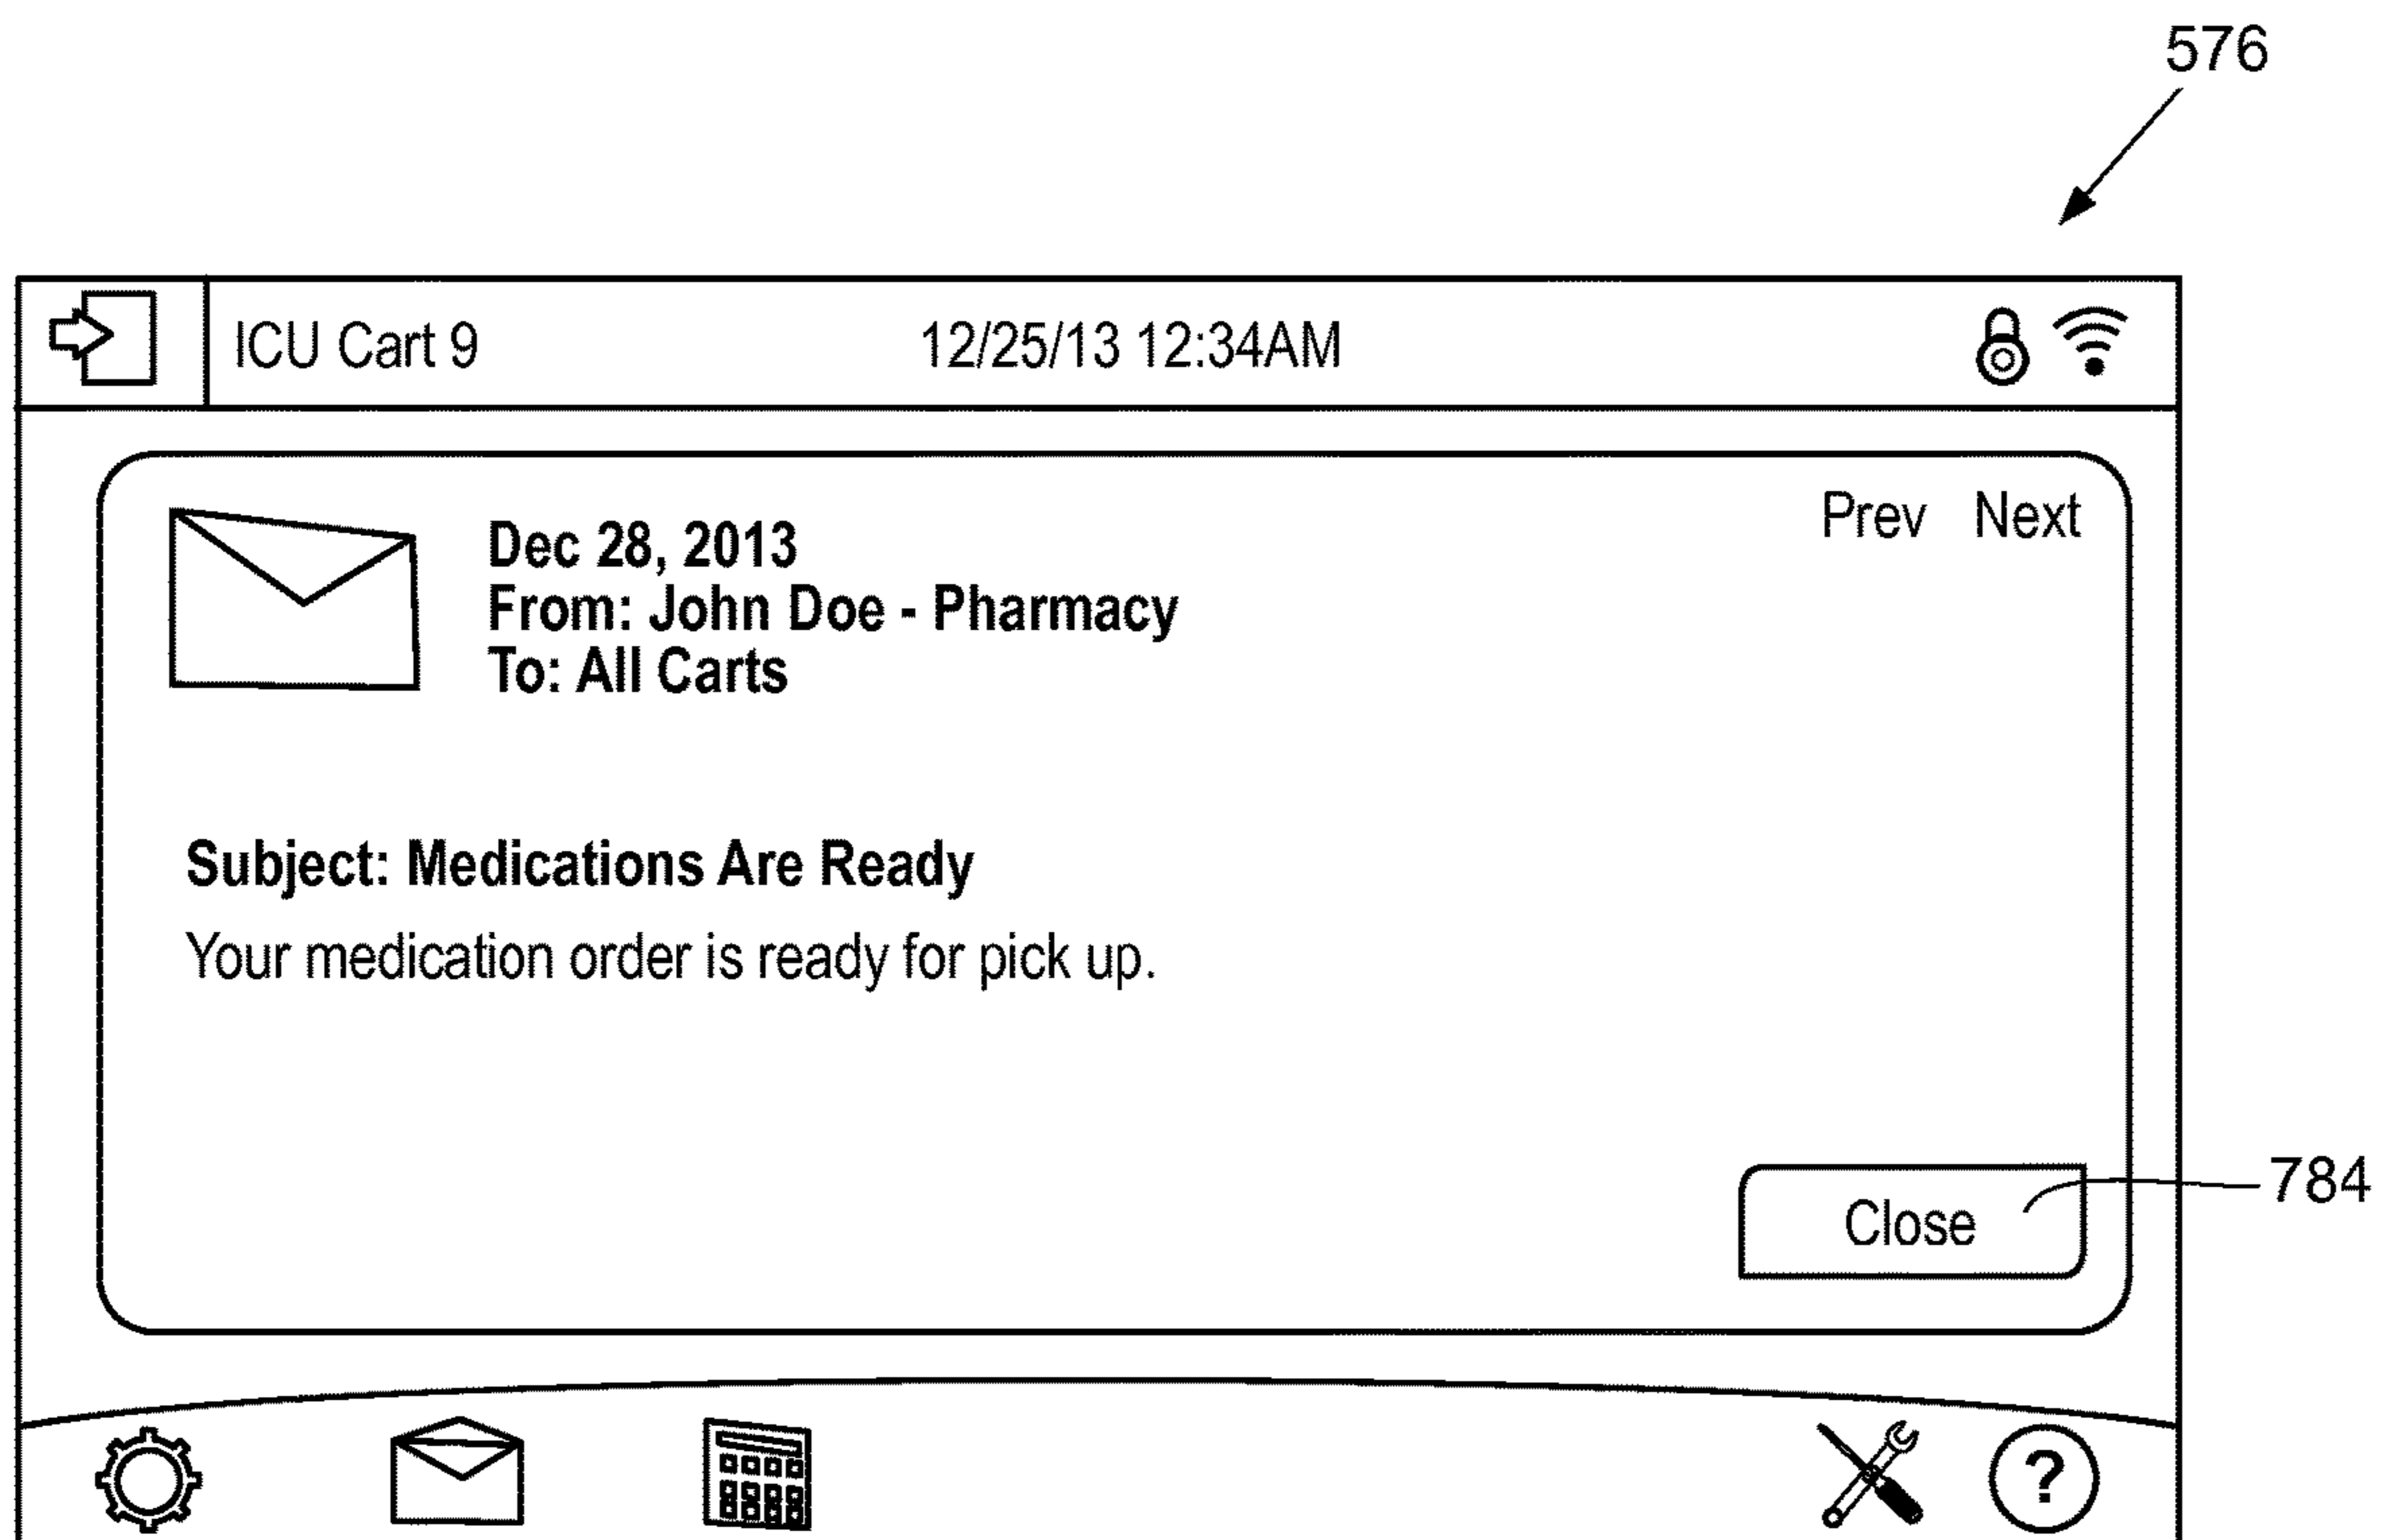 576
ICU Cart 9 12/25/13 12:34AM
Prev Next
Dec 28, 2013
From: John Doe - Pharmacy
To: All Carts
Subject: Medications Are Ready
Your medication order is ready for pick up.
Close
784
?